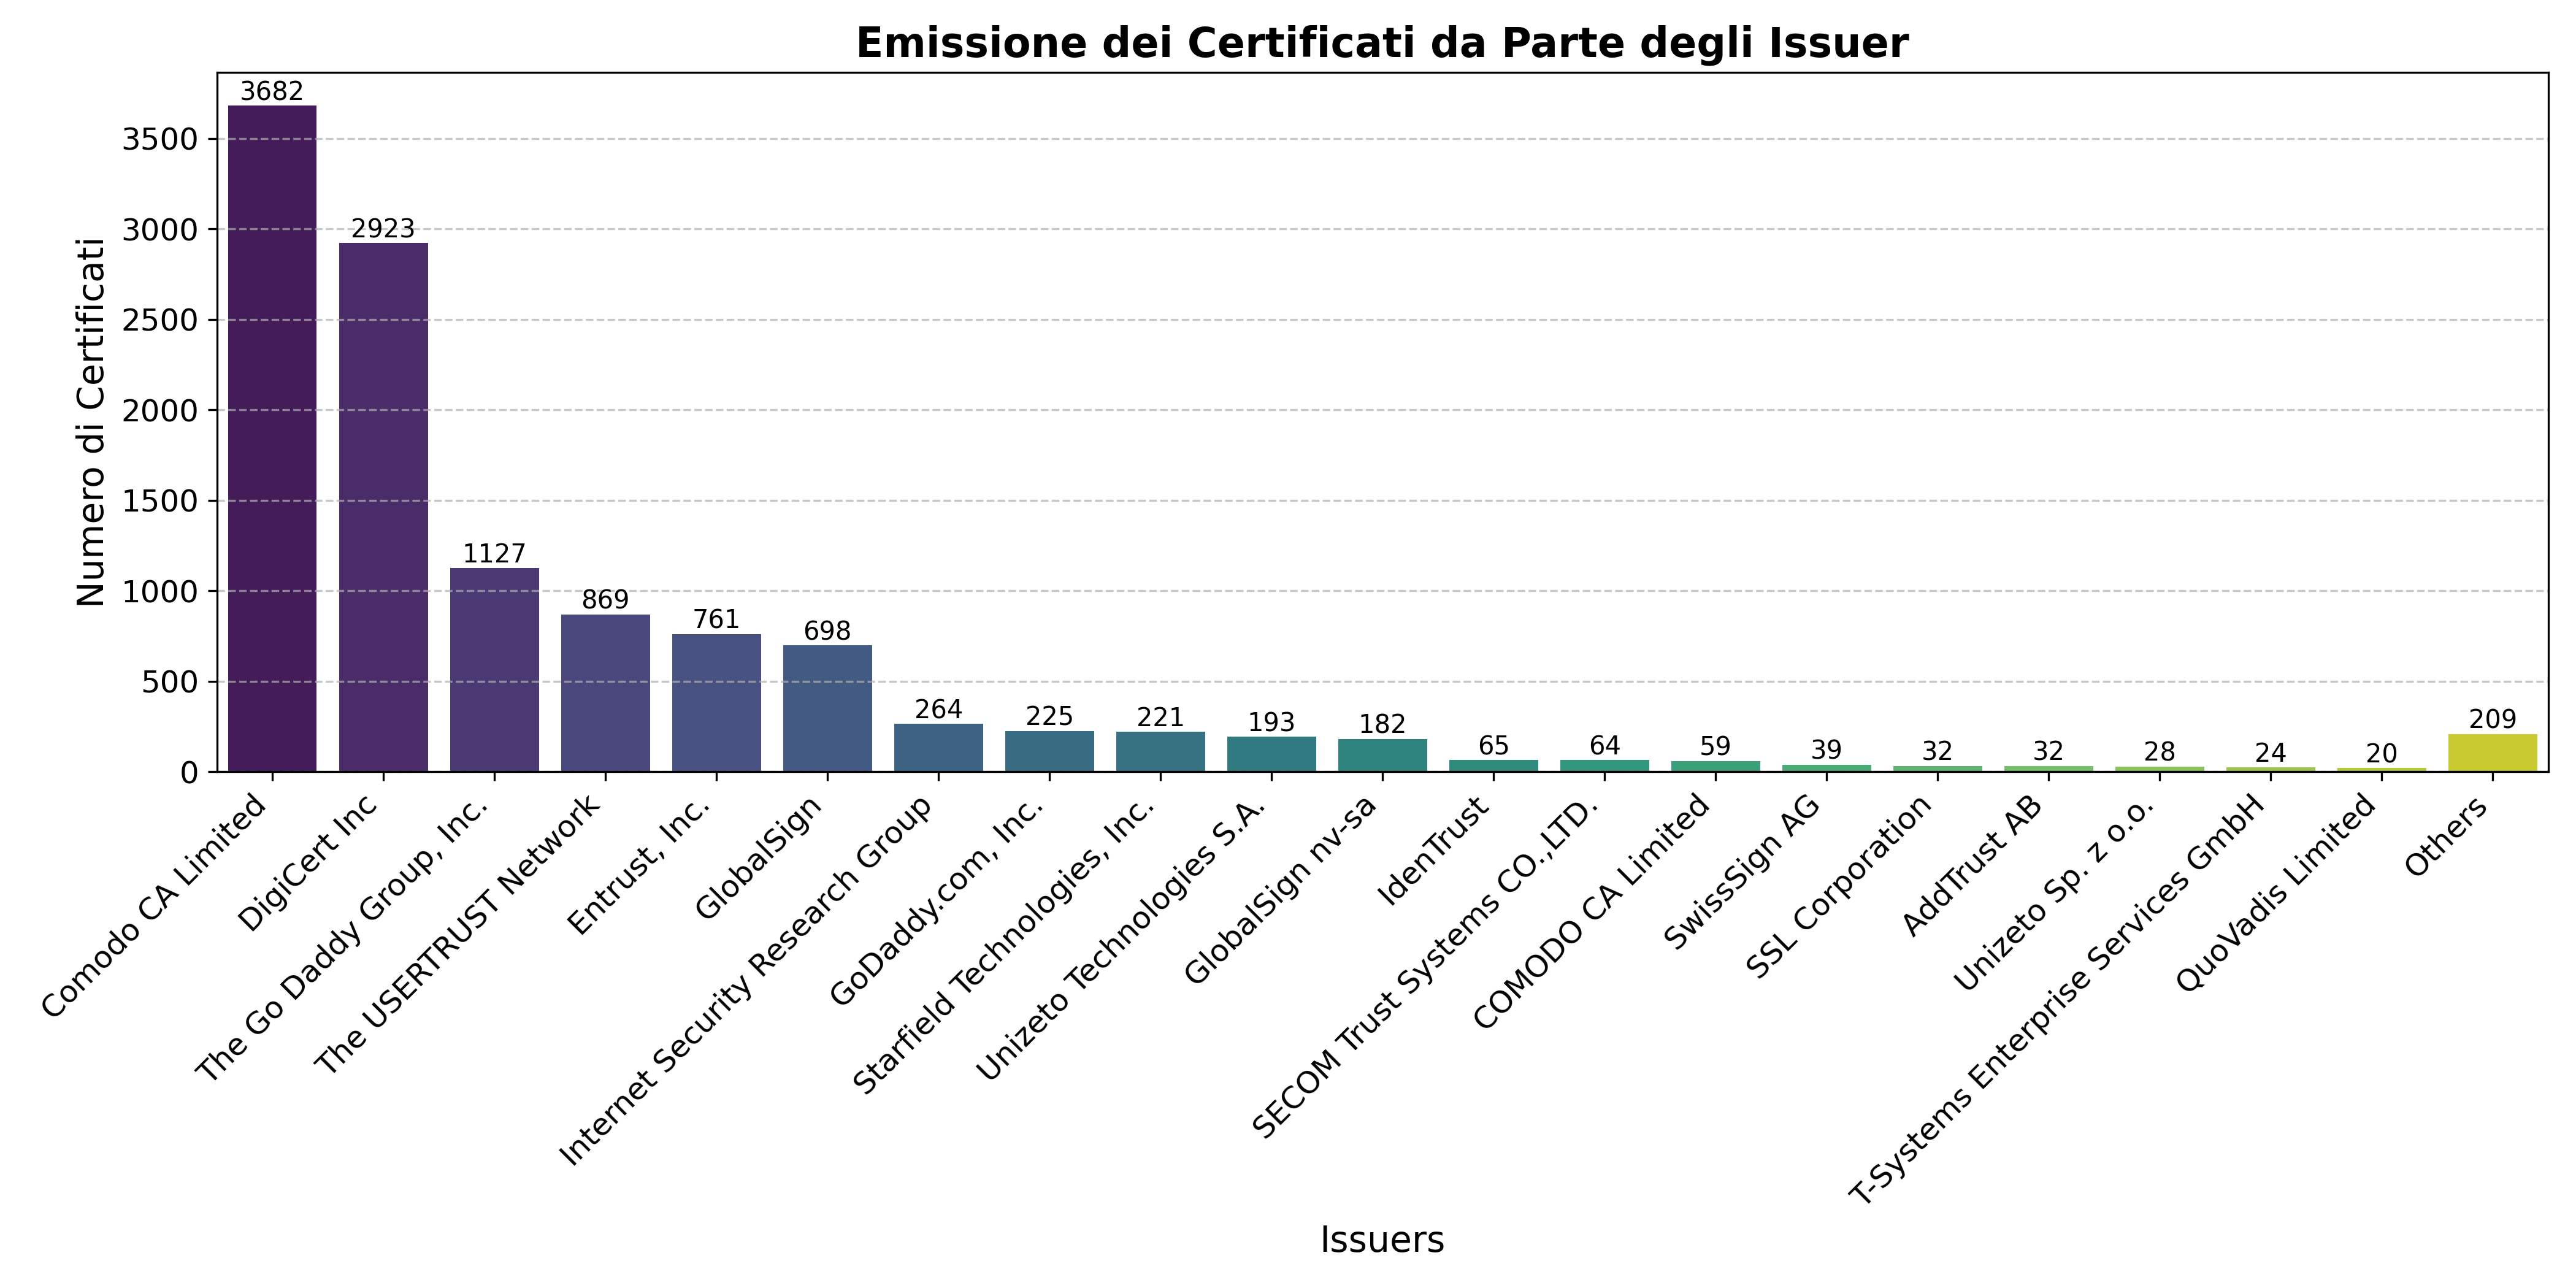 Emissione dei Certificati da Parte degli Issuer
Numero di Certificati
3500
3000
2500
2000
1500
1000
500
0
3682
2923
1127
869
761
698
264
225
221
193
182
65
64
59
39
32
32
28
24
20
209
Comodo CA Limited
DigiCert Inc
The Go Daddy Group, Inc.
The USERTRUST Network
Entrust, Inc.
GlobalSign
Internet Security Research Group
GoDaddy.com, Inc.
Starfield Technologies, Inc.
Unizeto Technologies S.A.
GlobalSign nv-sa
IdenTrust
SECOM Trust Systems CO.,LTD.
COMODO CA Limited
SwissSign AG
SSL Corporation
AddTrust AB
Unizeto Sp. z o.o.
T-Systems Enterprise Services GmbH
QuoVadis Limited
Others
Issuers